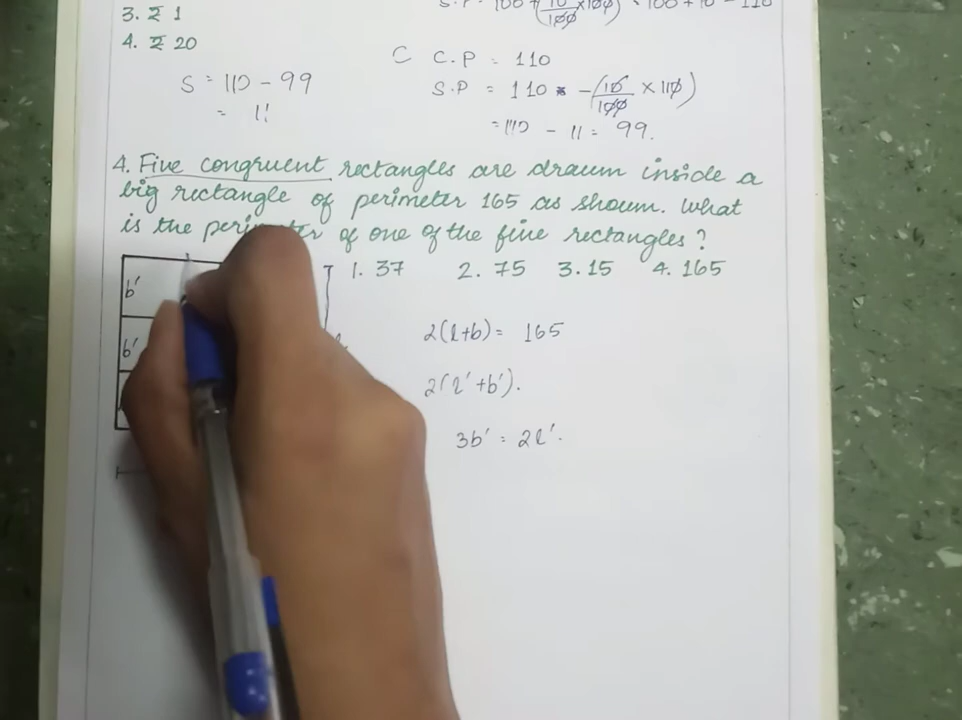 3. ₹ 1
4. ₹ 20
S = 110 - 99
= 11
C C.P = 110
S.P = 110 - (10/100 × 110)
= 110 - 11 = 99.
4. Five congruent rectangles are drawn inside a
big rectangle of perimeter 165 as shown. What
is the perimeter of one of the five rectangles?
1. 37 2. 75 3. 15 4. 165
b'
b'
2(l+b) = 165
2(l'+b').
3b' = 2l'.